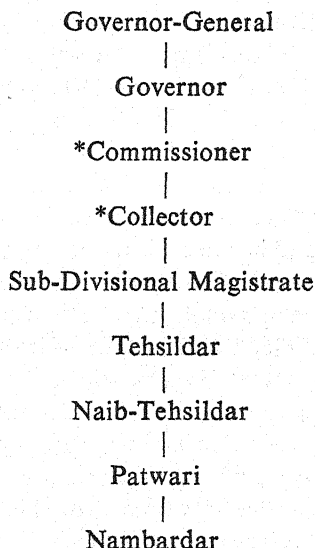 Governor-General
Governor
*Commissioner
*Collector
Sub-Divisional Magistrate
Tehsildar
Naib-Tehsildar
Patwari
Nambardar